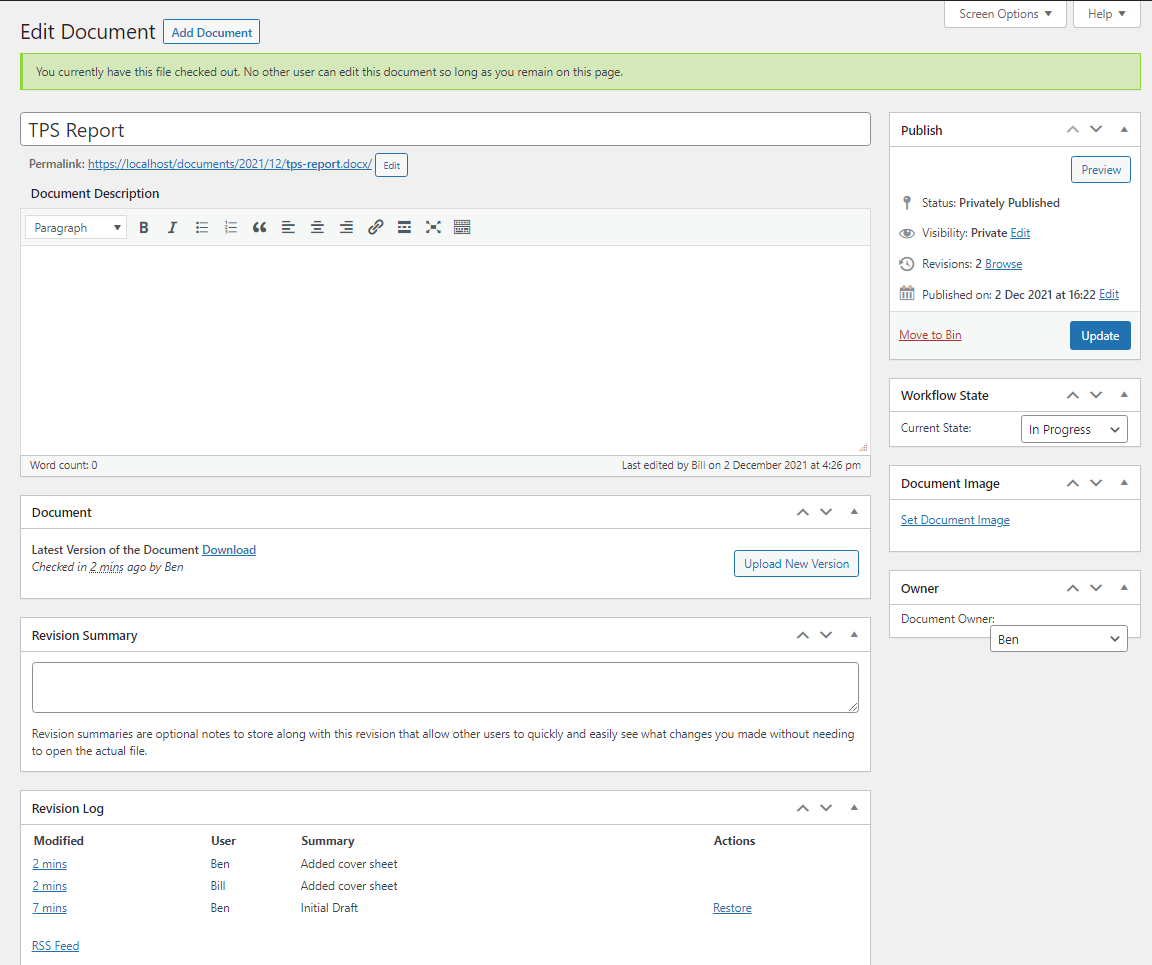 Screen Options ▼ Help ▼
Edit Document Add Document
You currently have this file checked out. No other user can edit this document so long as you remain on this page.
TPS Report
Permalink: https://localhost/documents/2021/12/tps-report.docx/ Edit
Document Description
Paragraph
Word count: 0 Last edited by Bill on 2 December 2021 at 4:26 pm
Document
Latest Version of the Document Download
Checked in 2 mins ago by Ben
Upload New Version
Revision Summary
Revision summaries are optional notes to store along with this revision that allow other users to quickly and easily see what changes you made without needing
to open the actual file.
Revision Log
Modified User Summary Actions
2 mins Ben Added cover sheet
2 mins Bill Added cover sheet
7 mins Ben Initial Draft Restore
RSS Feed
Publish
Preview
Status: Privately Published
Visibility: Private Edit
Revisions: 2 Browse
Published on: 2 Dec 2021 at 16:22 Edit
Move to Bin Update
Workflow State
Current State: In Progress
Document Image
Set Document Image
Owner
Document Owner:
Ben